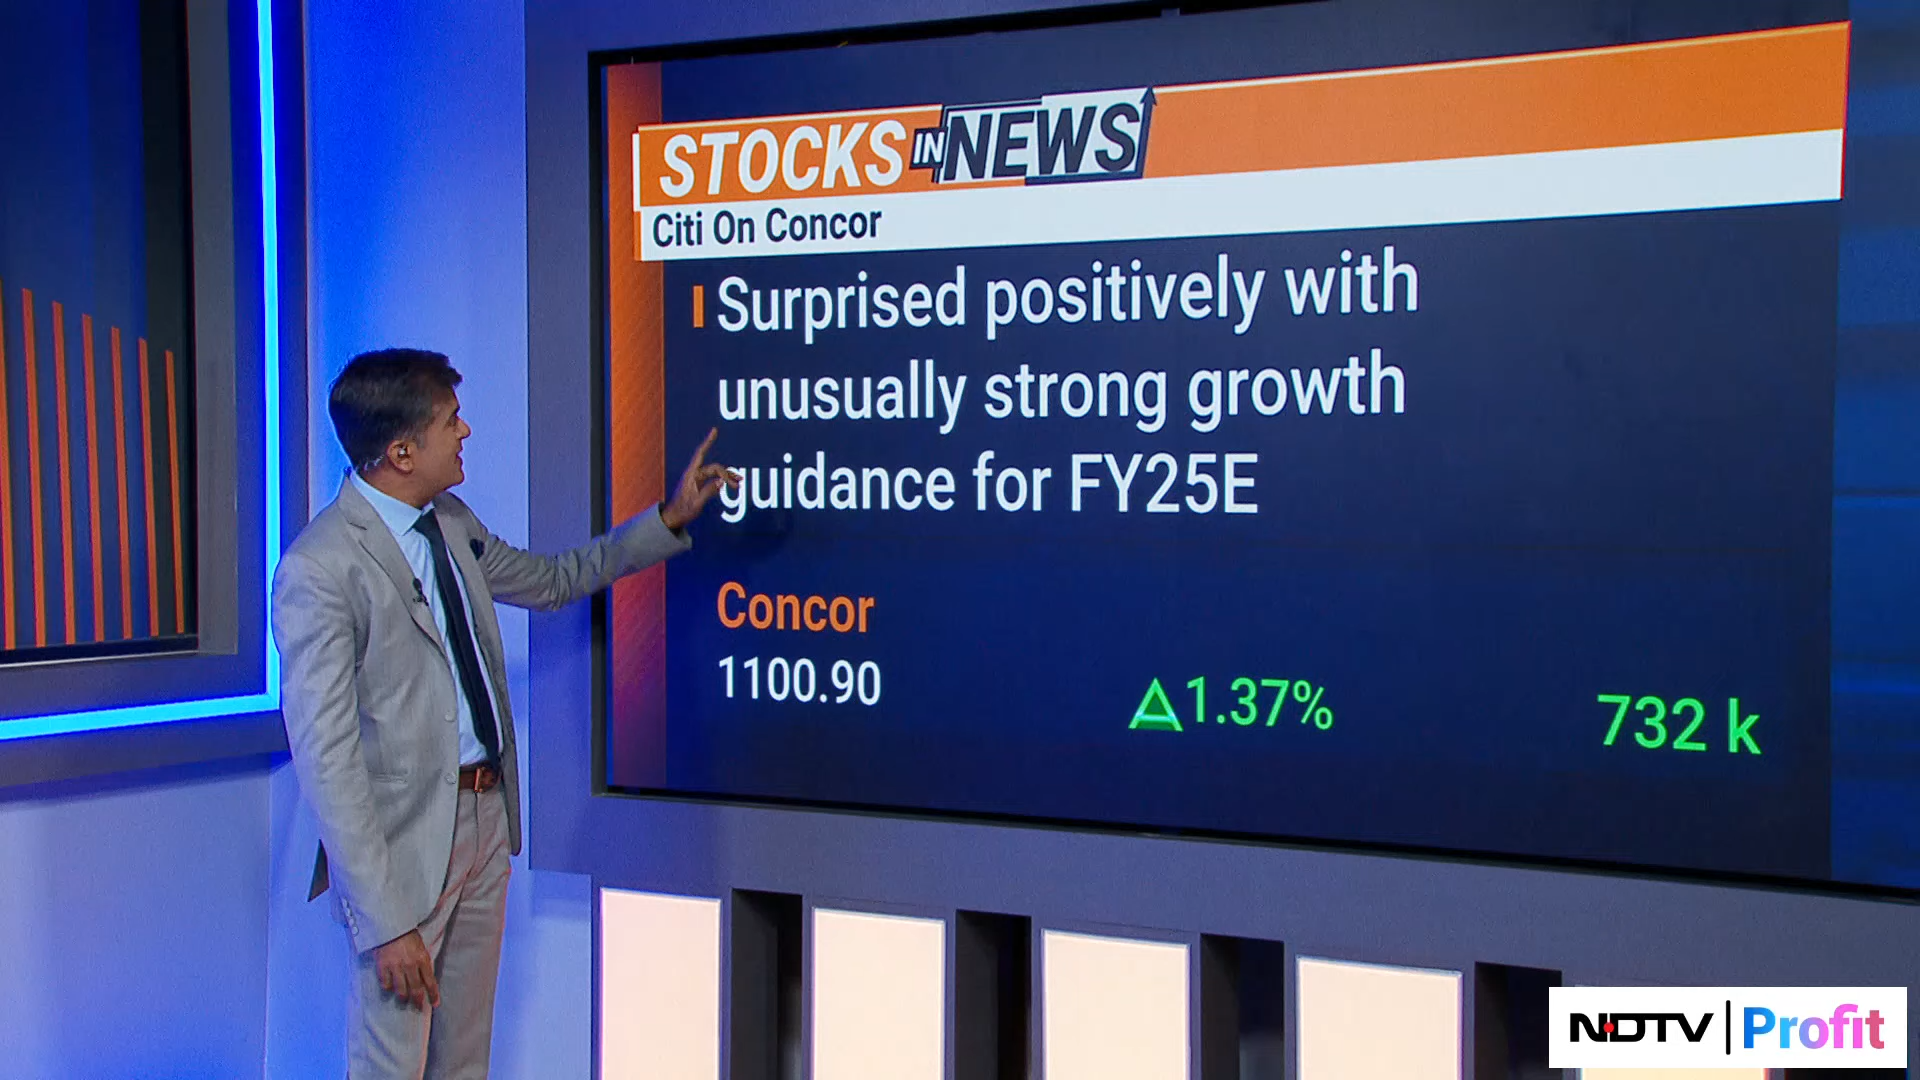 STOCKS IN NEWS
Citi On Concor
Surprised positively with
unusually strong growth
guidance for FY25E
Concor
1100.90
1.37%
732 k
NDTV Profit